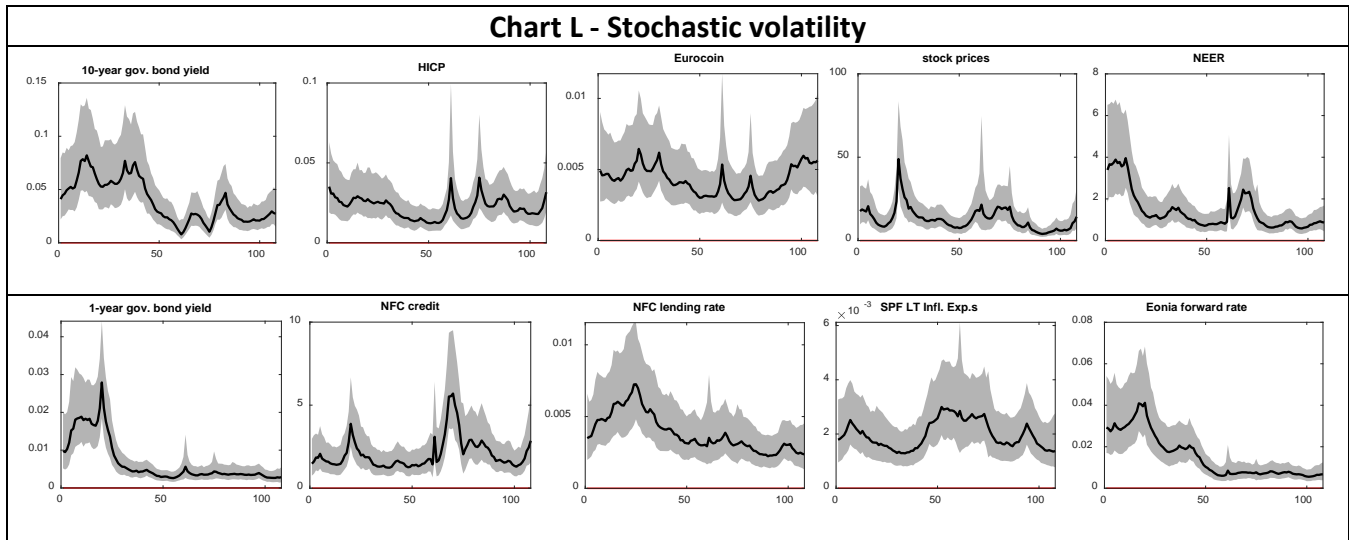 Chart L - Stochastic volatility
10-year gov. bond yield
0.15
0.1
0.05
0
0 50 100
HICP
0.1
0.05
0
0 50 100
Eurocoin
0.01
0.005
0
0 50 100
stock prices
100
50
0
0 50 100
NEER
8
6
4
2
0
0 50 100
1-year gov. bond yield
0.04
0.03
0.02
0.01
0
0 50 100
NFC credit
10
5
0
0 50 100
NFC lending rate
0.01
0.005
0
0 50 100
SPF LT Infl. Exp.s
× 10 -3
6
4
2
0
0 50 100
Eonia forward rate
0.08
0.06
0.04
0.02
0
0 50 100